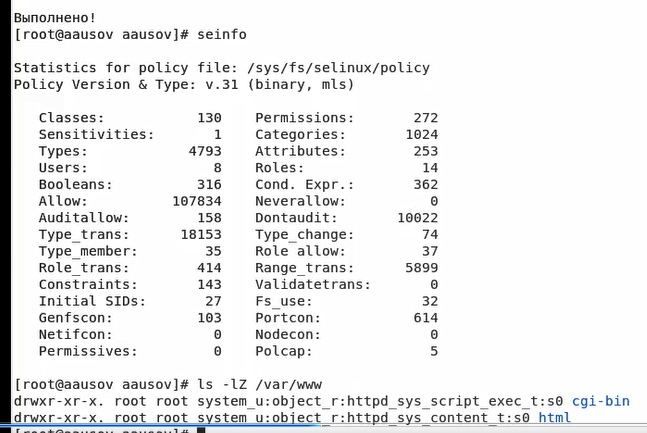 Выполнено!
[root@aausov aausov]# seinfo
Statistics for policy file: /sys/fs/selinux/policy
Policy Version & Type: v.31 (binary, mls)
Classes: 130 Permissions: 272
Sensitivities: 1 Categories: 1024
Types: 4793 Attributes: 253
Users: 8 Roles: 14
Booleans: 316 Cond. Expr.: 362
Allow: 107834 Neverallow: 0
Auditallow: 158 Dontaudit: 10022
Type_trans: 18153 Type_change: 74
Type_member: 35 Role allow: 37
Role_trans: 414 Range_trans: 5899
Constraints: 143 Validatetrans: 0
Initial SIDs: 27 Fs_use: 32
Genfscon: 103 Portcon: 614
Netifcon: 0 Nodecon: 0
Permissives: 0 Polcap: 5
[root@aausov aausov]# ls -lZ /var/www
drwxr-xr-x. root root system_u:object_r:httpd_sys_script_exec_t:s0 cgi-bin
drwxr-xr-x. root root system_u:object_r:httpd_sys_content_t:s0 html
[root@aausov aausov]#